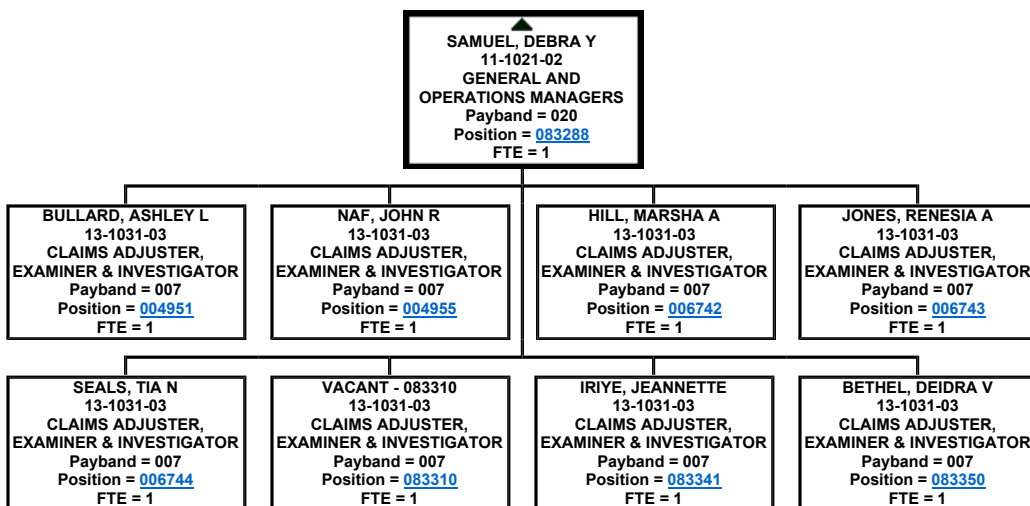 SAMUEL, DEBRA Y
11-1021-02
GENERAL AND
OPERATIONS MANAGERS
Payband = 020
Position = 083288
FTE = 1
BULLARD, ASHLEY L
13-1031-03
CLAIMS ADJUSTER,
EXAMINER & INVESTIGATOR
Payband = 007
Position = 004951
FTE = 1
NAF, JOHN R
13-1031-03
CLAIMS ADJUSTER,
EXAMINER & INVESTIGATOR
Payband = 007
Position = 004955
FTE = 1
HILL, MARSHA A
13-1031-03
CLAIMS ADJUSTER,
EXAMINER & INVESTIGATOR
Payband = 007
Position = 006742
FTE = 1
JONES, RENESIA A
13-1031-03
CLAIMS ADJUSTER,
EXAMINER & INVESTIGATOR
Payband = 007
Position = 006743
FTE = 1
SEALS, TIA N
13-1031-03
CLAIMS ADJUSTER,
EXAMINER & INVESTIGATOR
Payband = 007
Position = 006744
FTE = 1
VACANT - 083310
13-1031-03
CLAIMS ADJUSTER,
EXAMINER & INVESTIGATOR
Payband = 007
Position = 083310
FTE = 1
IRIYE, JEANNETTE
13-1031-03
CLAIMS ADJUSTER,
EXAMINER & INVESTIGATOR
Payband = 007
Position = 083341
FTE = 1
BETHEL, DEIDRA V
13-1031-03
CLAIMS ADJUSTER,
EXAMINER & INVESTIGATOR
Payband = 007
Position = 083350
FTE = 1